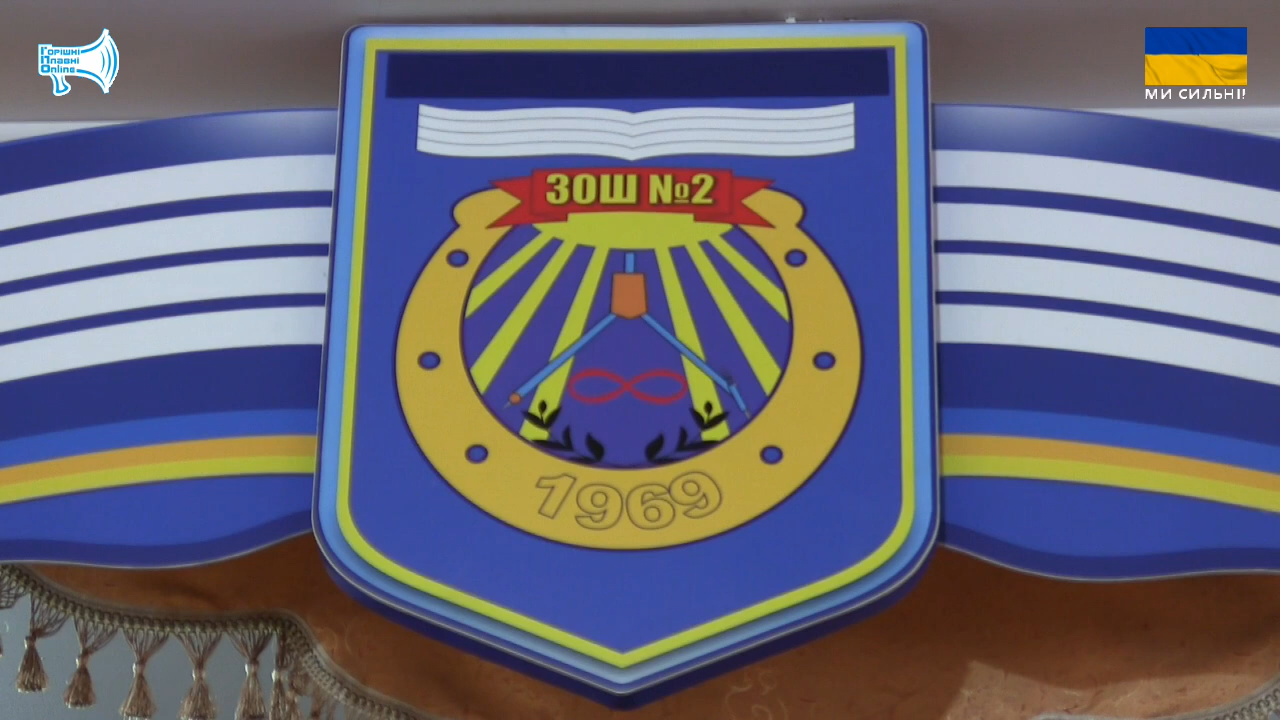 Горішні
Плавні
Online
МИ СИЛЬНІ!
ЗОШ №2
1969